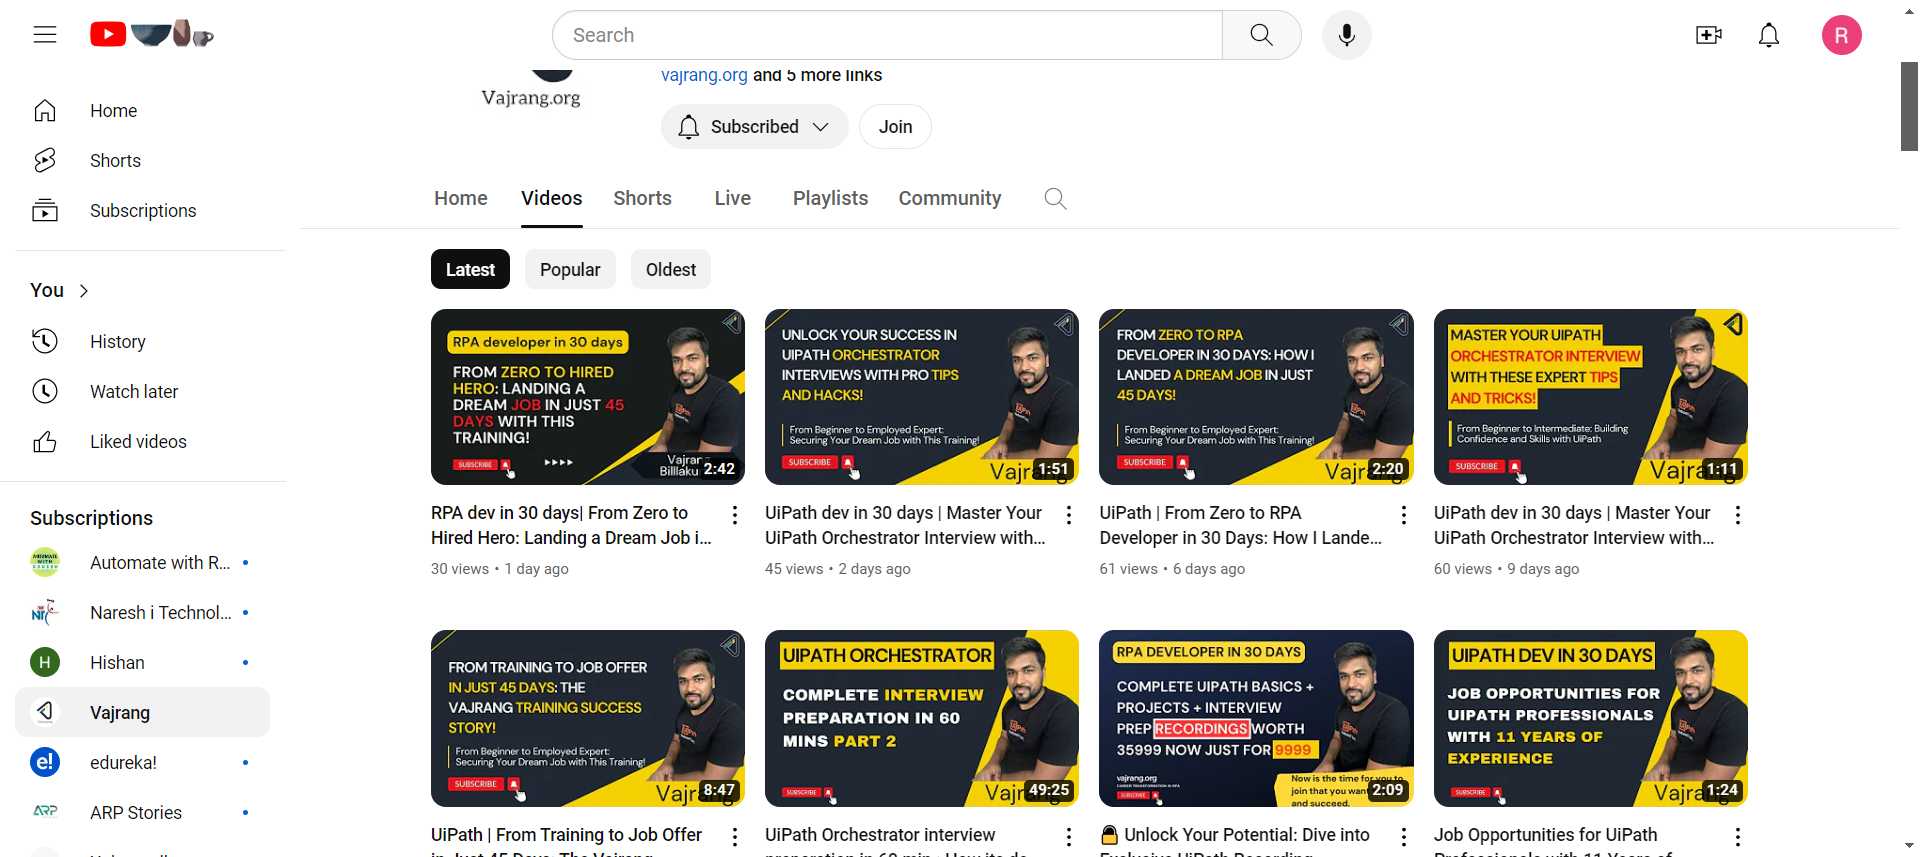 Search
R
Home
Shorts
Subscriptions
You
History
Watch later
Liked videos
Subscriptions
Automate with R...
Naresh i Technol...
H
Hishan
Vajrang
e!
edureka!
ARP
ARP Stories
Vajrang.org
vajrang.org and 5 more links
Subscribed
Join
Home
Videos
Shorts
Live
Playlists
Community
Latest
Popular
Oldest
RPA developer in 30 days
FROM ZERO TO HIRED
HERO: LANDING A
DREAM JOB IN JUST 45
DAYS WITH THIS
TRAINING!
SUBSCRIBE
Vajrang
Billlaku
2:42
RPA dev in 30 days| From Zero to
Hired Hero: Landing a Dream Job i...
30 views • 1 day ago
UNLOCK YOUR SUCCESS IN
UIPATH ORCHESTRATOR
INTERVIEWS WITH PRO TIPS
AND HACKS!
From Beginner to Employed Expert:
Securing Your Dream Job with This Training!
SUBSCRIBE
1:51
UiPath dev in 30 days | Master Your
UiPath Orchestrator Interview with...
45 views • 2 days ago
FROM ZERO TO RPA
DEVELOPER IN 30 DAYS: HOW I
LANDED A DREAM JOB IN JUST
45 DAYS!
From Beginner to Employed Expert:
Securing Your Dream Job with This Training!
SUBSCRIBE
2:20
UiPath | From Zero to RPA
Developer in 30 Days: How I Lande...
61 views • 6 days ago
MASTER YOUR UIPATH
ORCHESTRATOR INTERVIEW
WITH THESE EXPERT TIPS
AND TRICKS!
From Beginner to Intermediate: Building
Confidence and Skills with UiPath
SUBSCRIBE
1:11
UiPath dev in 30 days | Master Your
UiPath Orchestrator Interview with...
60 views • 9 days ago
FROM TRAINING TO JOB OFFER
IN JUST 45 DAYS: THE
VAJRANG TRAINING SUCCESS
STORY!
From Beginner to Employed Expert:
Securing Your Dream Job with This Training!
SUBSCRIBE
8:47
UiPath | From Training to Job Offer
in Just 45 Days: The Vajrang
UIPATH ORCHESTRATOR
COMPLETE INTERVIEW
PREPARATION IN 60
MINS PART 2
SUBSCRIBE
49:25
UiPath Orchestrator interview
RPA DEVELOPER IN 30 DAYS
COMPLETE UIPATH BASICS +
PROJECTS + INTERVIEW
PREP RECORDINGS WORTH
35999 NOW JUST FOR 9999
vajrang.org
SUBSCRIBE
Now is the time for you to
join that you want
and succeed.
2:09
Unlock Your Potential: Dive into
Exclusive UiPath Recording
UIPATH DEV IN 30 DAYS
JOB OPPORTUNITIES FOR
UIPATH PROFESSIONALS
WITH 11 YEARS OF
EXPERIENCE
SUBSCRIBE
1:24
Job Opportunities for UiPath
Professionals with 11 Years of